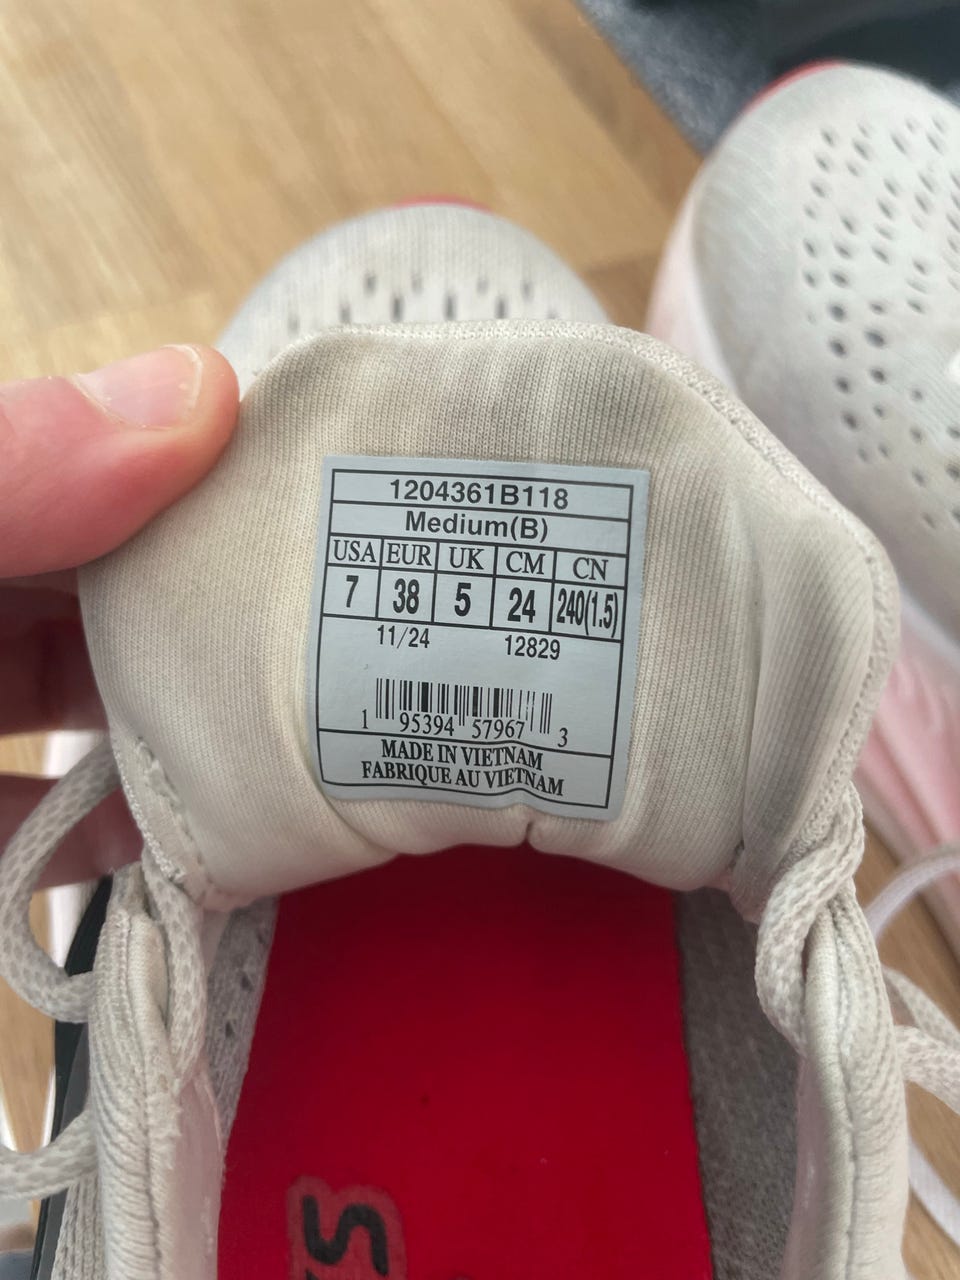 1204361B118
Medium(B)
USA EUR UK CM CN
7 38 5 24 240(1.5)
11/24 12829
1 95394 57967 3
MADE IN VIETNAM
FABRIQUE AU VIETNAM